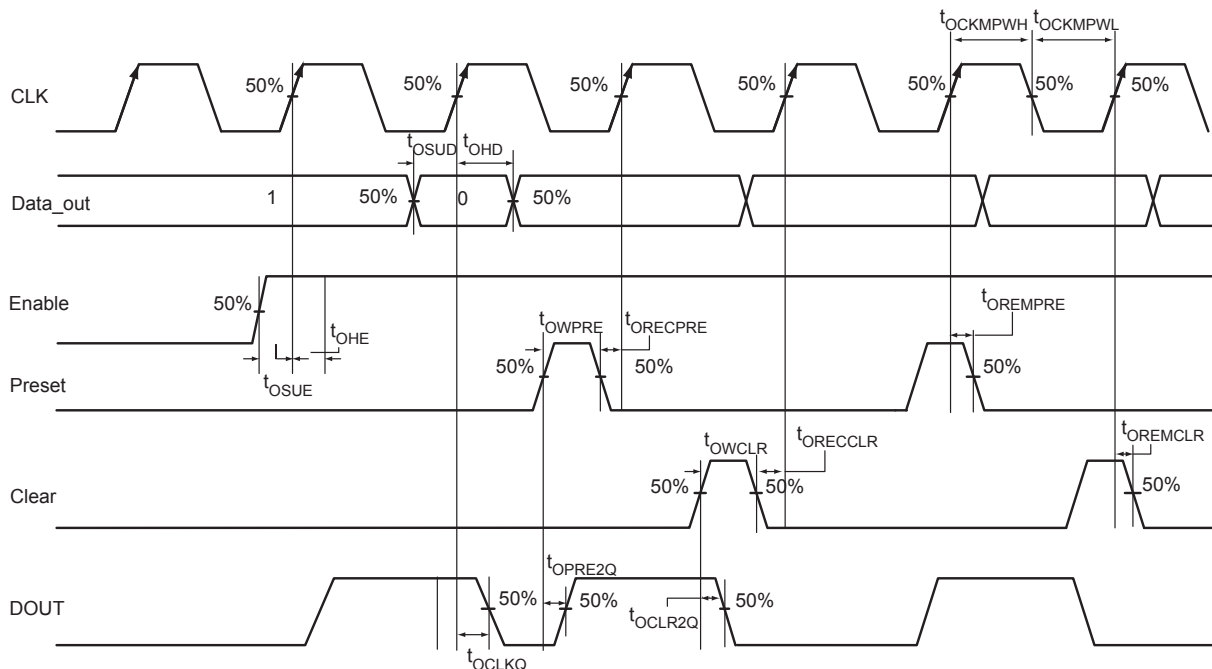 tOCKMPWH tOCKMPWL
CLK
50% 50% 50% 50% 50% 50% 50%
tOSUD tOHD
Data_out
1 50% 0 50%
Enable
50%
tOHE
tOSUE
tOWPRE tORECPRE
tOREMPRE
Preset
50% 50% 50%
tOWCLR tORECCLR
tOREMCLR
Clear
50% 50% 50%
tOPRE2Q
DOUT
50% 50% 50%
tOCLR2Q
tOCLKQ